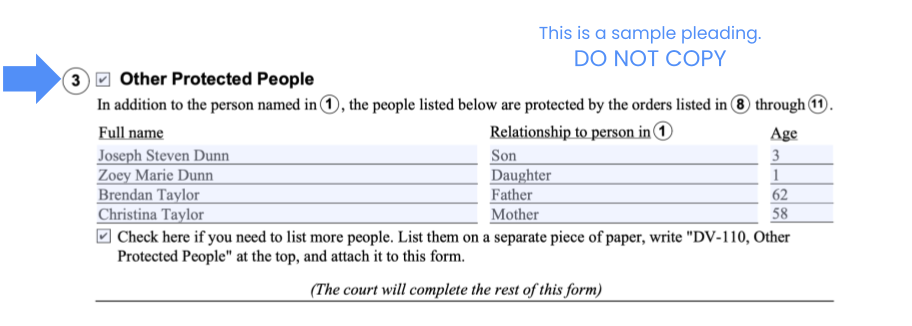 This is a sample pleading.
DO NOT COPY
3 Other Protected People
In addition to the person named in 1, the people listed below are protected by the orders listed in 8 through 11.
Full name Relationship to person in 1 Age
Joseph Steven Dunn Son 3
Zoey Marie Dunn Daughter 1
Brendan Taylor Father 62
Christina Taylor Mother 58
Check here if you need to list more people. List them on a separate piece of paper, write "DV-110, Other
Protected People" at the top, and attach it to this form.
(The court will complete the rest of this form)